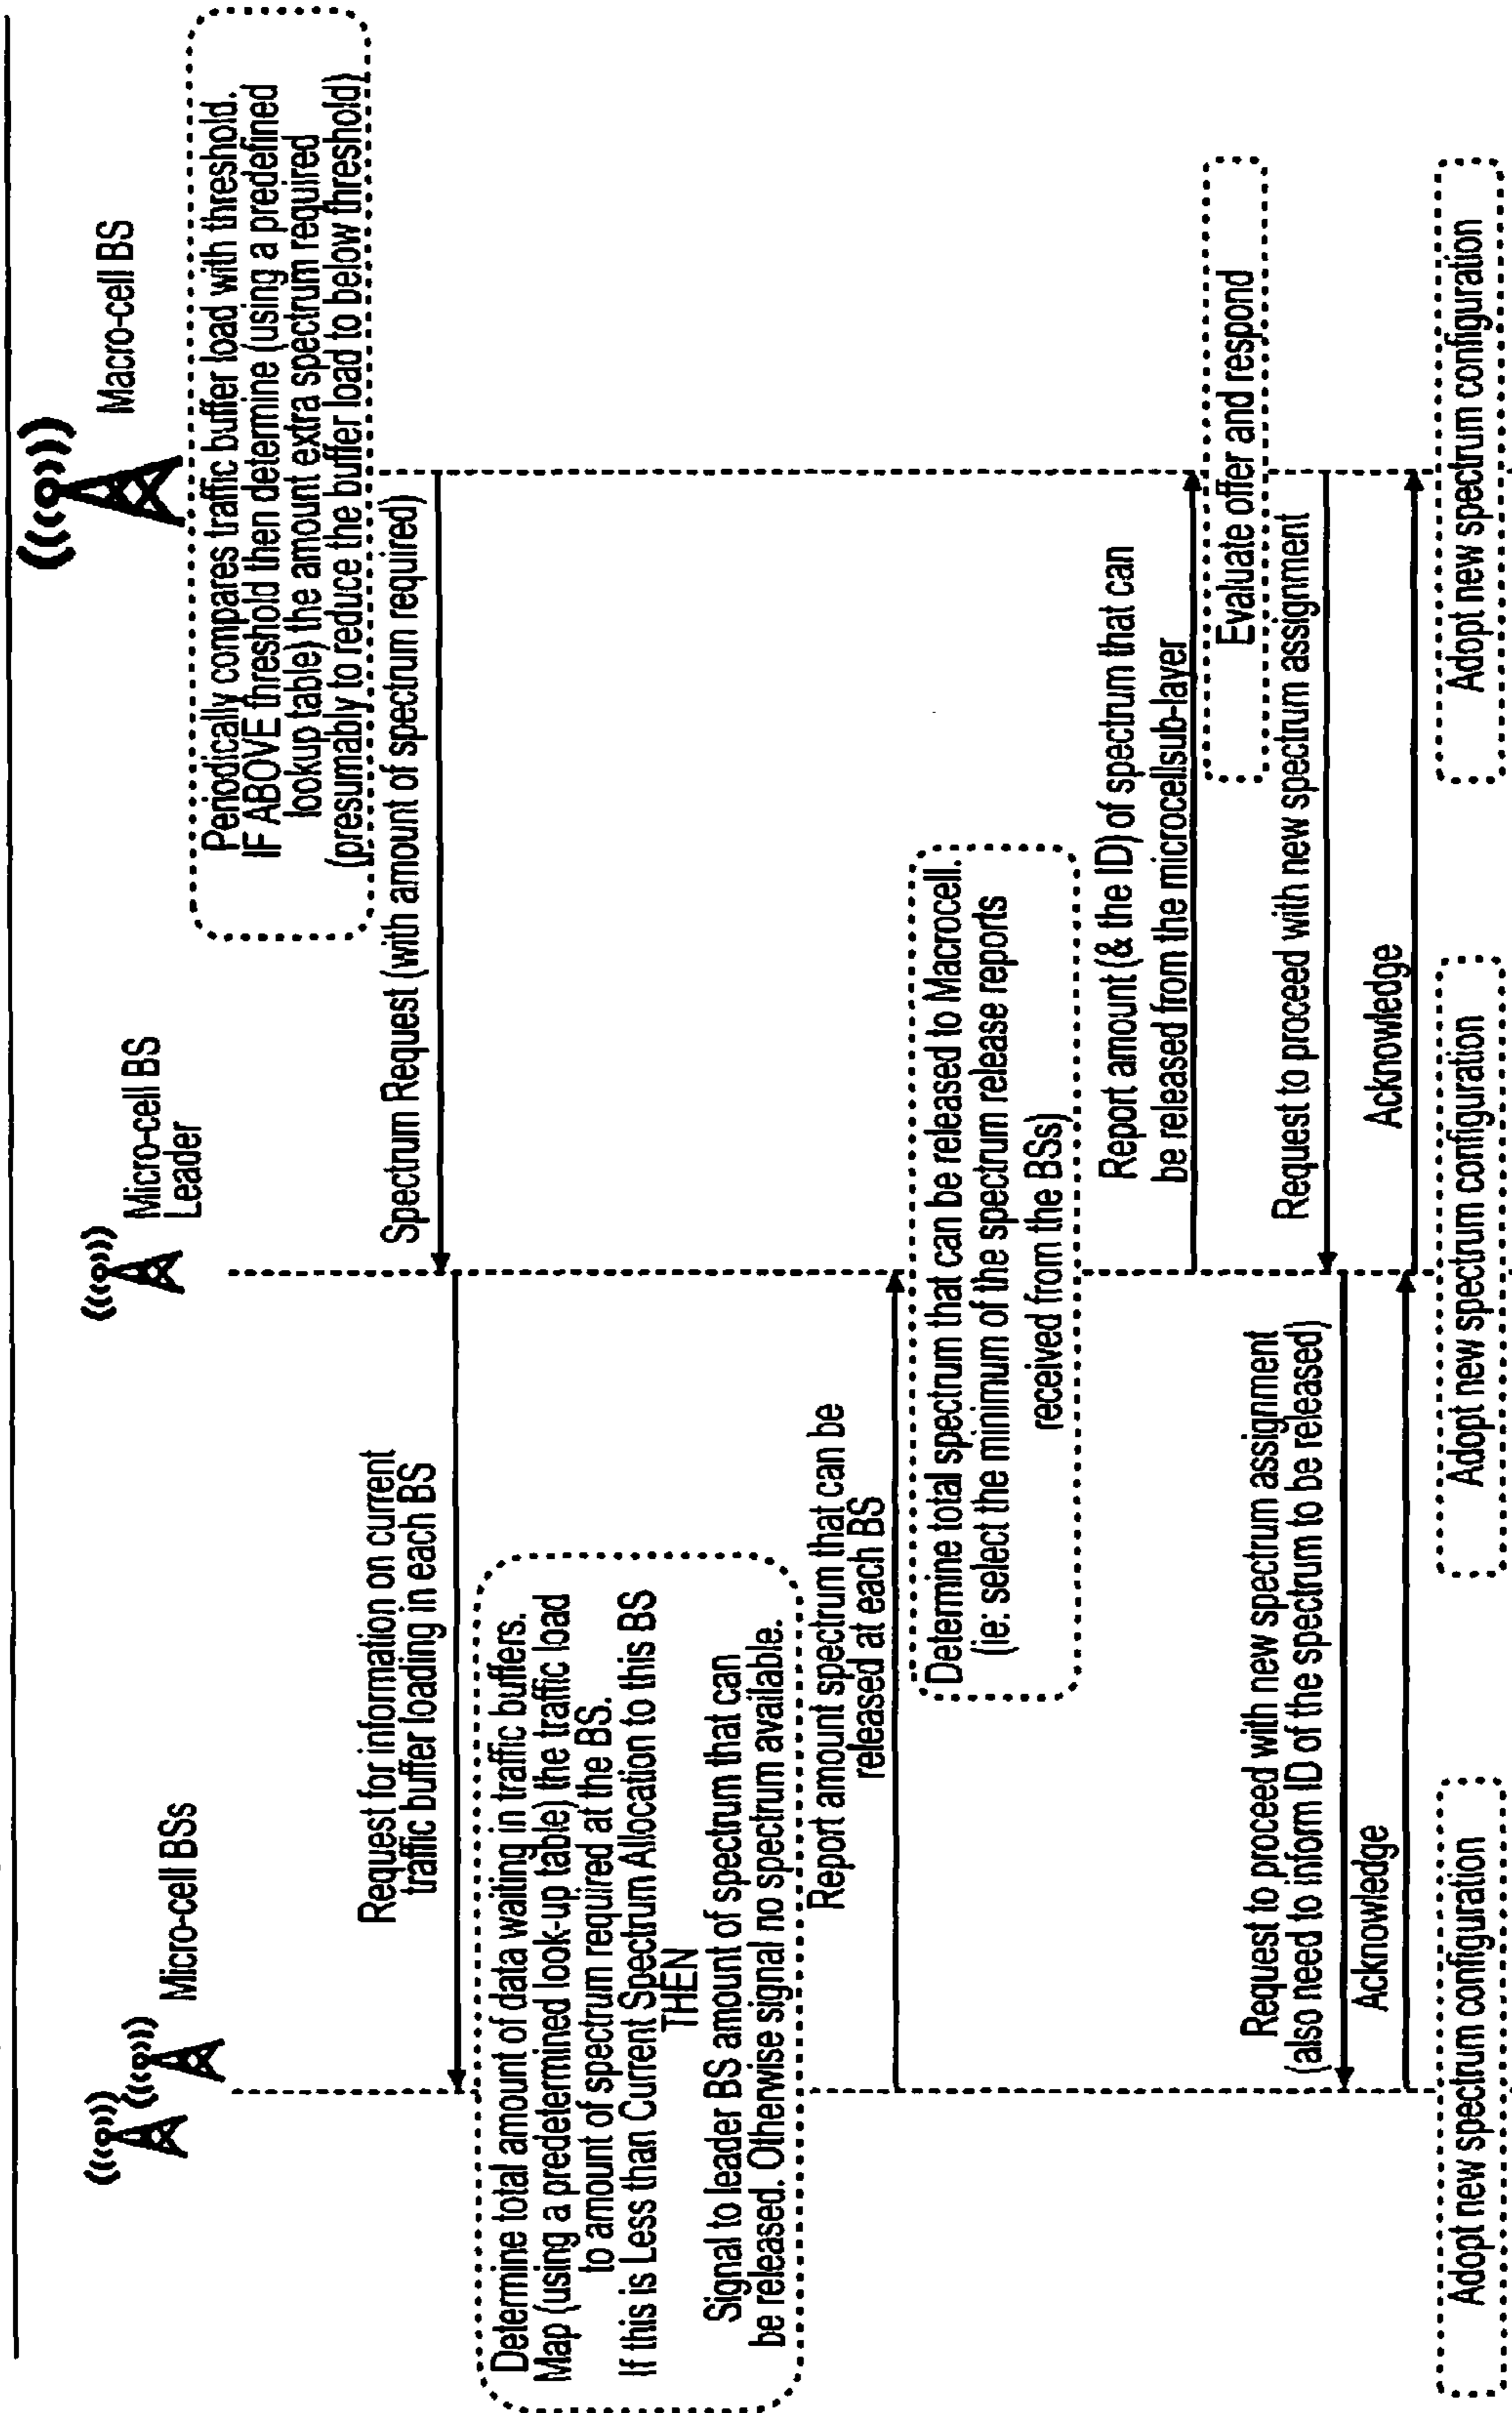 Micro-cell BSs
Micro-cell BS
Leader
Macro-cell BS
Periodically compares traffic buffer load with threshold.
IF ABOVE threshold then determine (using a predefined
lookup table) the amount extra spectrum required
(presumably to reduce the buffer load to below threshold)
Spectrum Request (with amount of spectrum required)
Request for information on current
traffic buffer loading in each BS
Determine total amount of data waiting in traffic buffers.
Map (using a predetermined look-up table) the traffic load
to amount of spectrum required at the BS.
If this is Less than Current Spectrum Allocation to this BS
THEN
Signal to leader BS amount of spectrum that can
be released. Otherwise signal no spectrum available.
Report amount spectrum that can be
released at each BS
Determine total spectrum that can be released to Macrocell.
(ie: select the minimum of the spectrum release reports
received from the BSs)
Report amount (& the ID) of spectrum that can
be released from the microcellsub-layer
Evaluate offer and respond
Request to proceed with new spectrum assignment
Request to proceed with new spectrum assignment
(also need to inform ID of the spectrum to be released)
Acknowledge
Acknowledge
Adopt new spectrum configuration
Adopt new spectrum configuration
Adopt new spectrum configuration